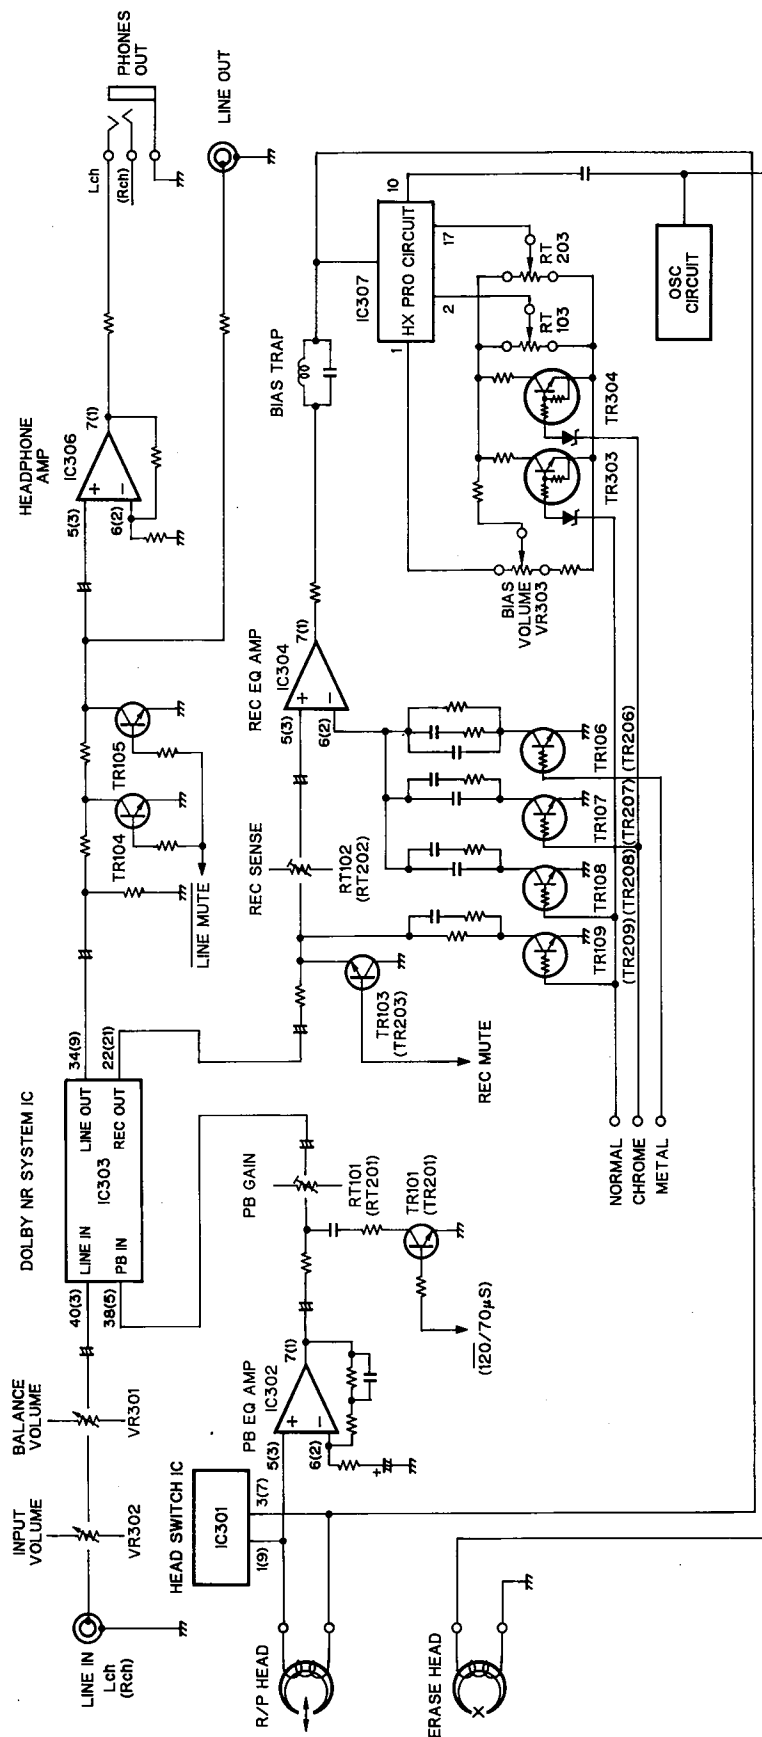 LINE IN
Lch
(Rch)
INPUT
VOLUME
VR302
BALANCE
VOLUME
VR301
DOLBY NR SYSTEM IC
40(3)
38(5)
LINE IN
PB IN
IC303
LINE OUT
REC OUT
34(9)
22(21)
TR104
TR105
LINE MUTE
HEADPHONE
AMP
IC306
5(3)
6(2)
+
−
7(1)
Lch
(Rch)
PHONES
OUT
LINE OUT
HEAD SWITCH IC
IC301
1(9)
3(7)
R/P HEAD
PB EQ AMP
IC302
5(3)
6(2)
+
−
7(1)
+
PB GAIN
RT101
(RT201)
TR101
(TR201)
(120/70μS)
TR103
(TR203)
REC MUTE
REC SENSE
RT102
(RT202)
REC EQ AMP
IC304
5(3)
6(2)
+
−
7(1)
BIAS TRAP
TR109
(TR209)
TR108
(TR208)
TR107
(TR207)
TR106
(TR206)
NORMAL
CHROME
METAL
IC307
HX PRO CIRCUIT
1
2
17
10
BIAS
VOLUME
VR303
TR303
TR304
RT
103
RT
203
OSC
CIRCUIT
ERASE HEAD